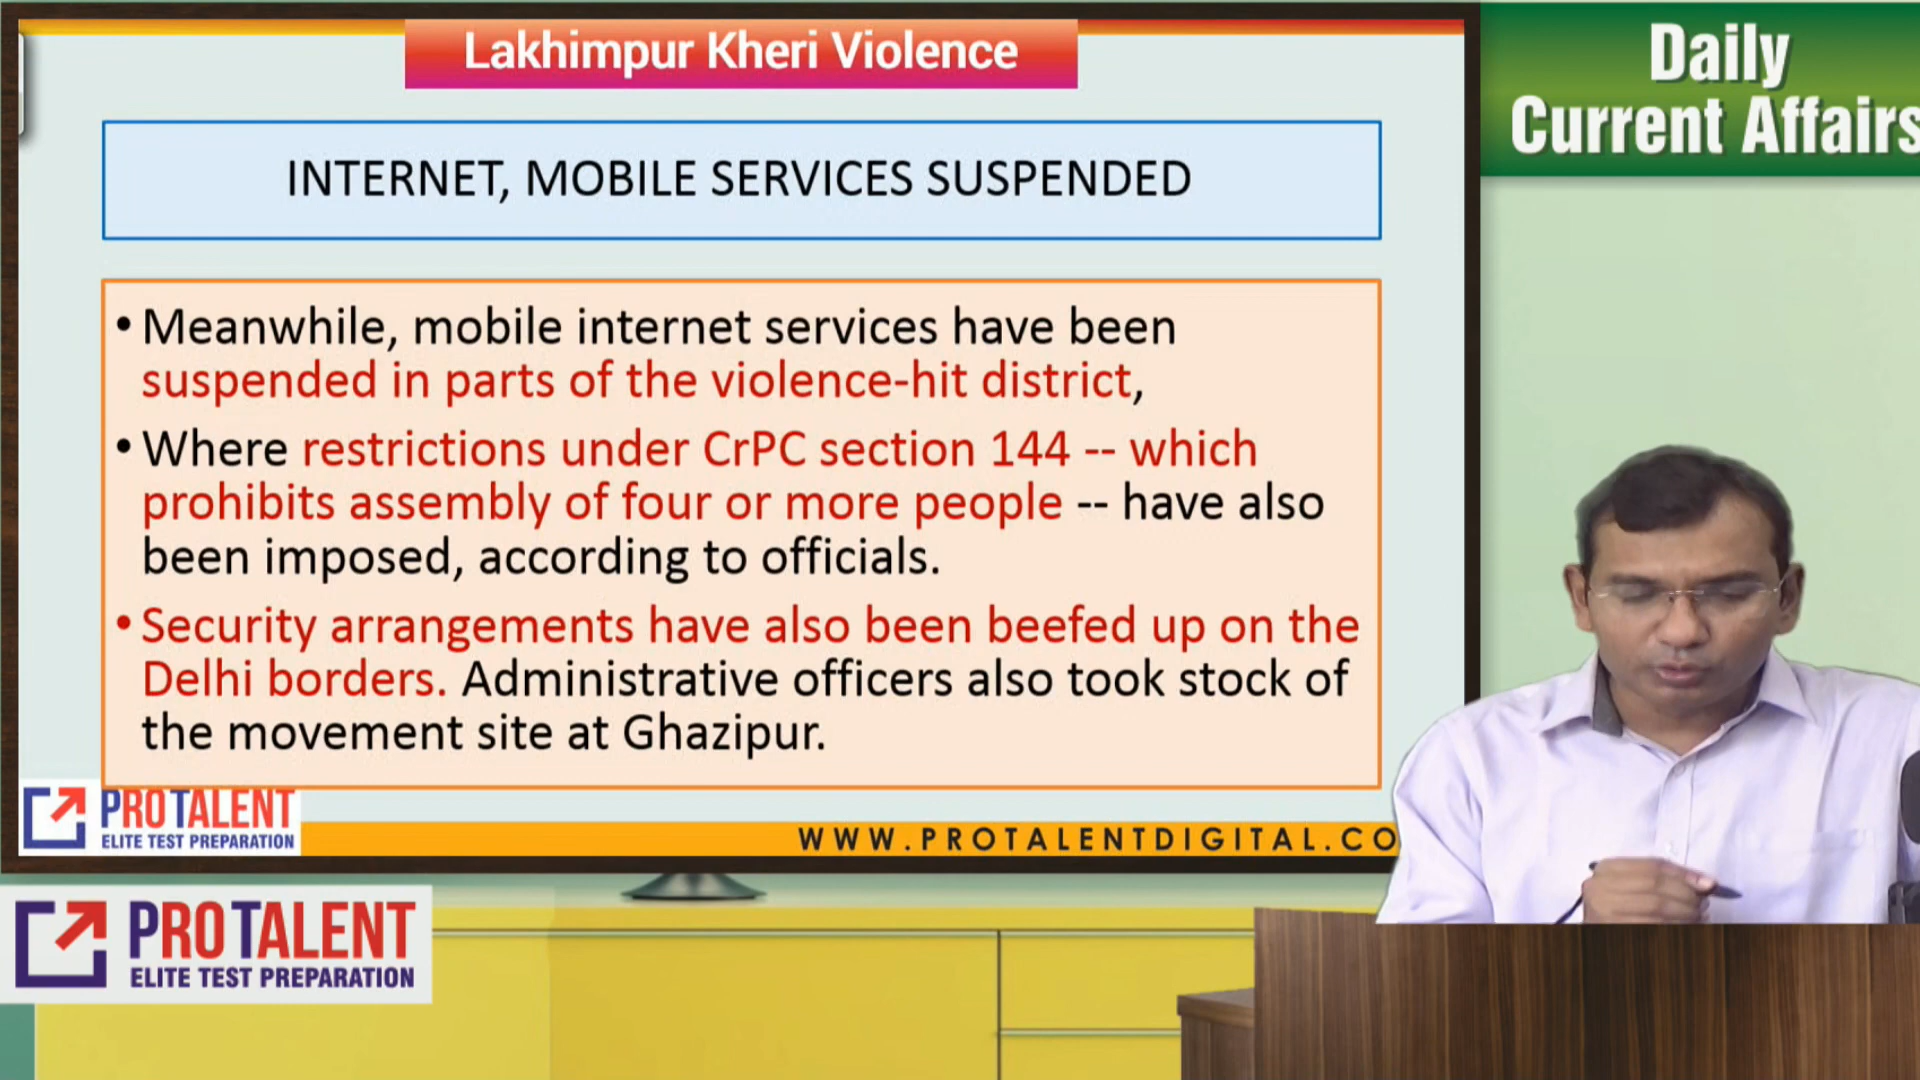 Lakhimpur Kheri Violence
Daily
Current Affairs
INTERNET, MOBILE SERVICES SUSPENDED
• Meanwhile, mobile internet services have been
suspended in parts of the violence-hit district,
• Where restrictions under CrPC section 144 -- which
prohibits assembly of four or more people -- have also
been imposed, according to officials.
• Security arrangements have also been beefed up on the
Delhi borders. Administrative officers also took stock of
the movement site at Ghazipur.
PROTALENT
ELITE TEST PREPARATION
WWW.PROTALENTDIGITAL.CO
PROTALENT
ELITE TEST PREPARATION